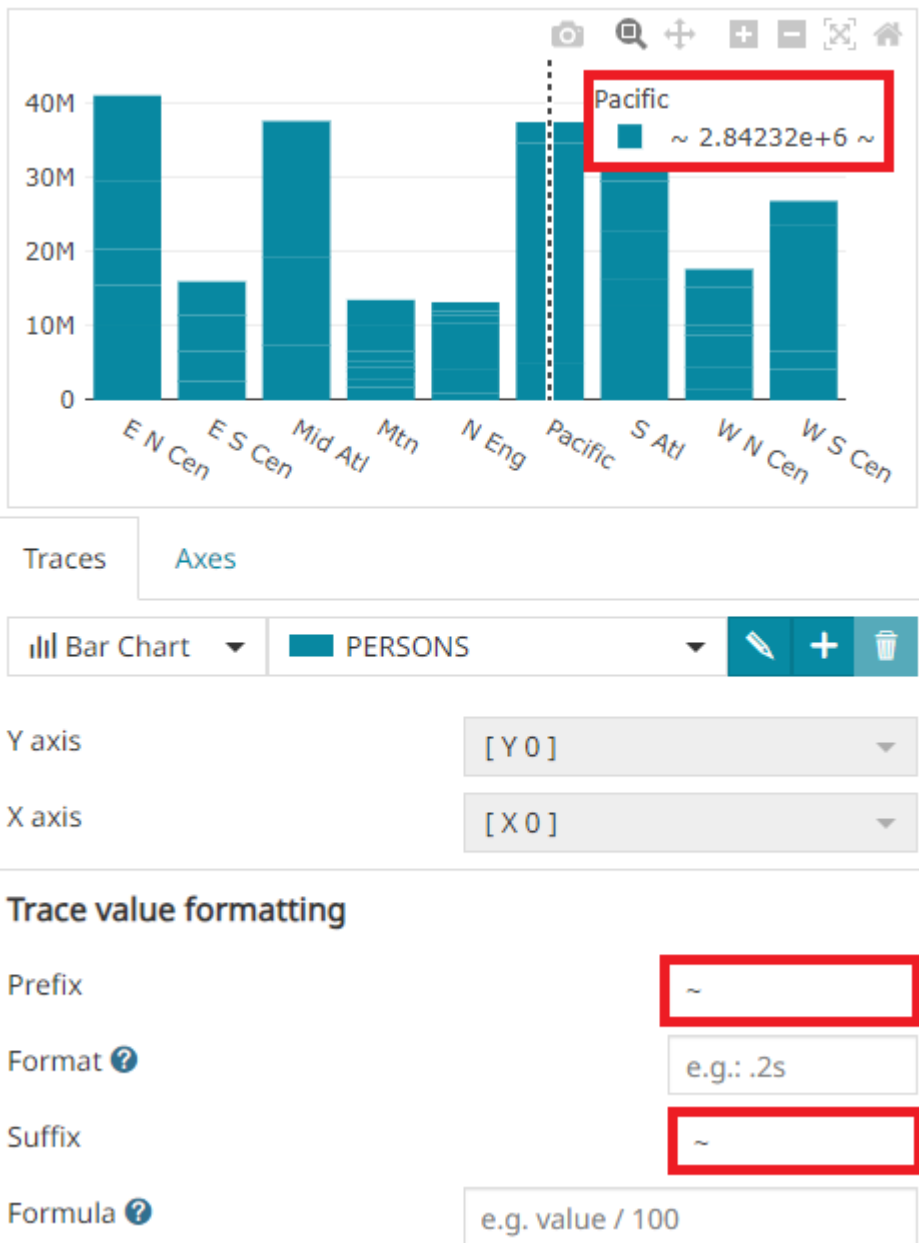 Pacific
~ 2.84232e+6 ~
40M
30M
20M
10M
0
E N Cen
E S Cen
Mid Atl
Mtn
N Eng
Pacific
S Atl
W N Cen
W S Cen
Traces Axes
Bar Chart PERSONS
Y axis [ Y 0 ]
X axis [ X 0 ]
Trace value formatting
Prefix ~
Format ? e.g.: .2s
Suffix ~
Formula ? e.g. value / 100